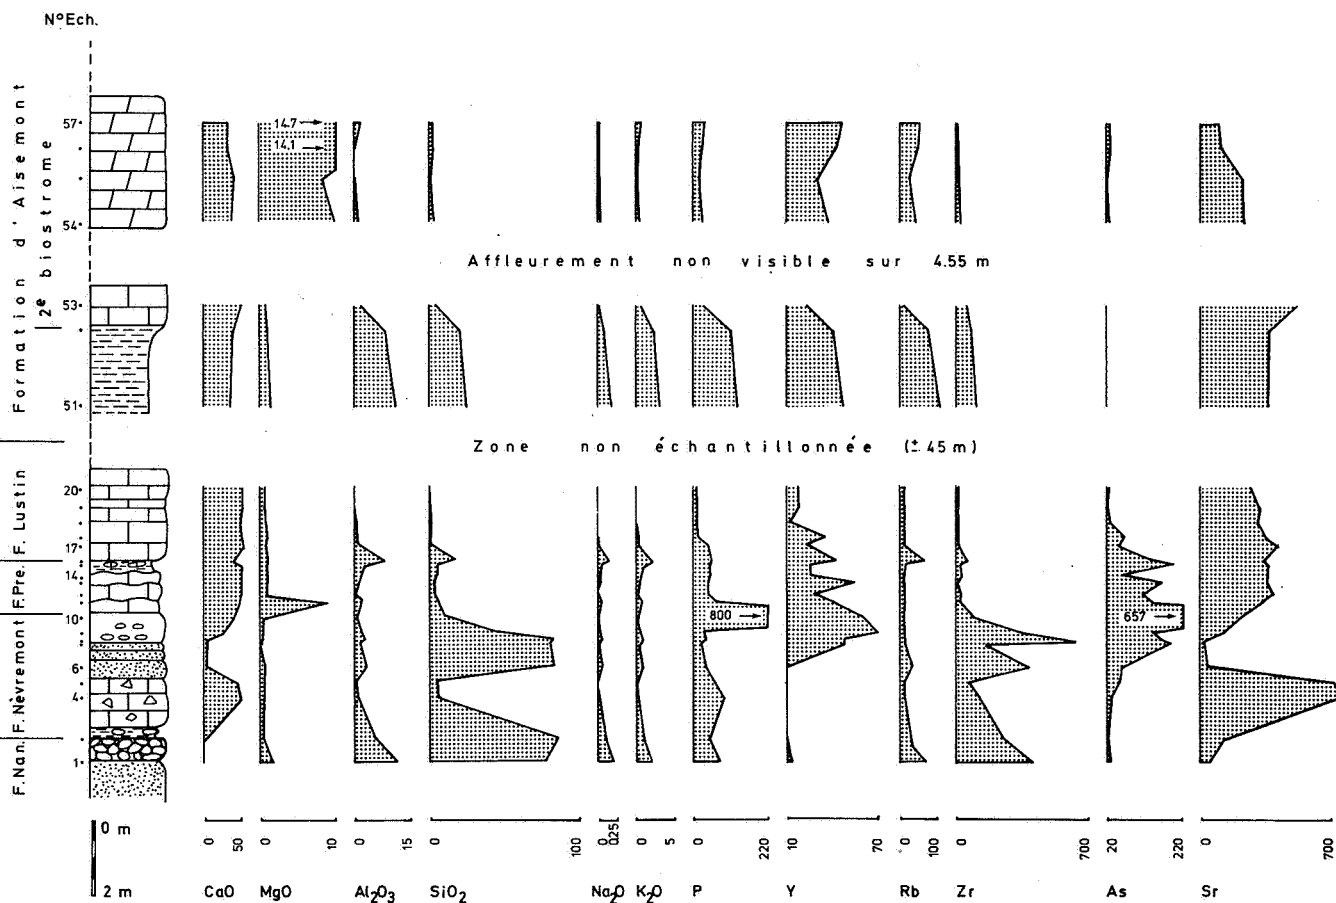 N°Ech.
Formation d'Aisemont
2e biostrome
57
54
14.7
14.1
Affleurement non visible sur 4.55 m
53
51
Zone non échantillonnée (± 45 m)
F. Lustin
F.Pre.
F. Nèvremont
F.Nan.
20
17
14
10
6
4
1
800
657
0 m
2 m
0 50
0 10
0 15
0 100
0 0.25
0 5
0 220
10 70
0 100
0 700
20 220
0 700
CaO MgO Al2O3 SiO2 Na2O K2O P Y Rb Zr As Sr